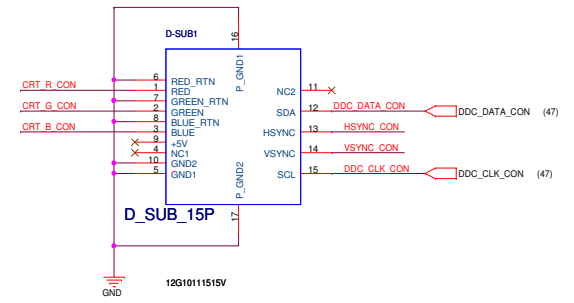 D-SUB1
16
P_GND1
6 RED_RTN
CRT_R_CON 1 RED
7 GREEN_RTN
CRT_G_CON 2 GREEN
8 BLUE_RTN
CRT_B_CON 3 BLUE
9 +5V
4 NC1
10 GND2
5 GND1
NC2 11
SDA 12 DDC_DATA_CON DDC_DATA_CON (47)
HSYNC 13 HSYNC_CON
VSYNC 14 VSYNC_CON
SCL 15 DDC_CLK_CON DDC_CLK_CON (47)
P_GND2
17
D_SUB_15P
12G10111515V
GND